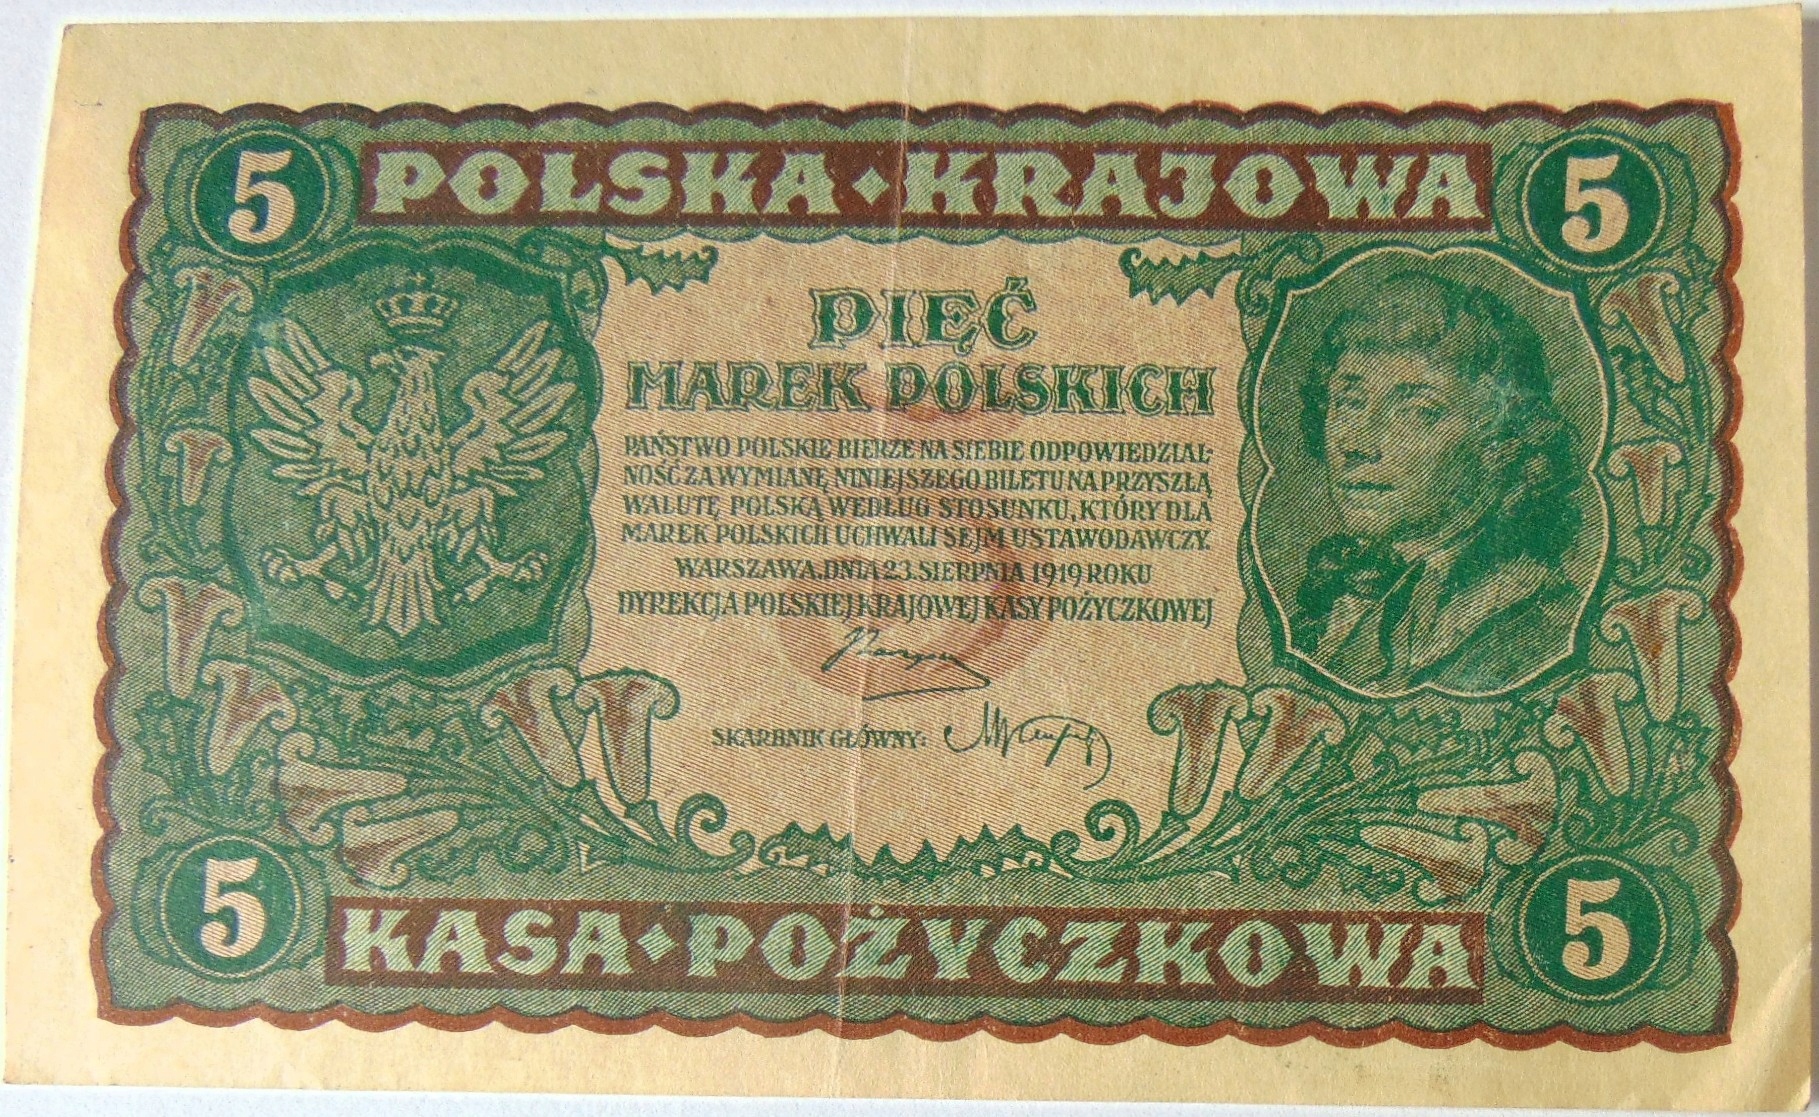 5 POLSKA KRAJOWA 5
PIĘĆ
MAREK POLSKICH
PAŃSTWO POLSKIE BIERZE NA SIEBIE ODPOWIEDZIAL-
NOŚĆ ZA WYMIANĘ NINIEJSZEGO BILETU NA PRZYSZŁĄ
WALUTĘ POLSKĄ WEDŁUG STOSUNKU, KTÓRY DLA
MAREK POLSKICH UCHWALI SEJM USTAWODAWCZY.
WARSZAWA, DNIA 23. SIERPNIA 1919 ROKU
DYREKCJA POLSKIEJ KRAJOWEJ KASY POŻYCZKOWEJ
5
SKARBNIK GŁÓWNY:
5 KASA POŻYCZKOWA 5